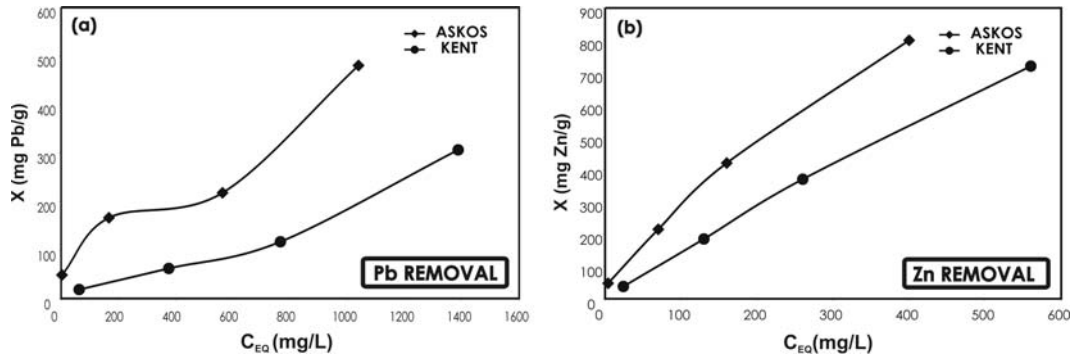 (a)
ASKOS
KENT
600
500
400
300
200
100
0
X (mg Pb/g)
Pb REMOVAL
0 200 400 600 800 1000 1200 1400 1600
C_EQ (mg/L)
(b)
ASKOS
KENT
900
800
700
600
500
400
300
200
100
0
X (mg Zn/g)
Zn REMOVAL
0 100 200 300 400 500 600
C_EQ (mg/L)